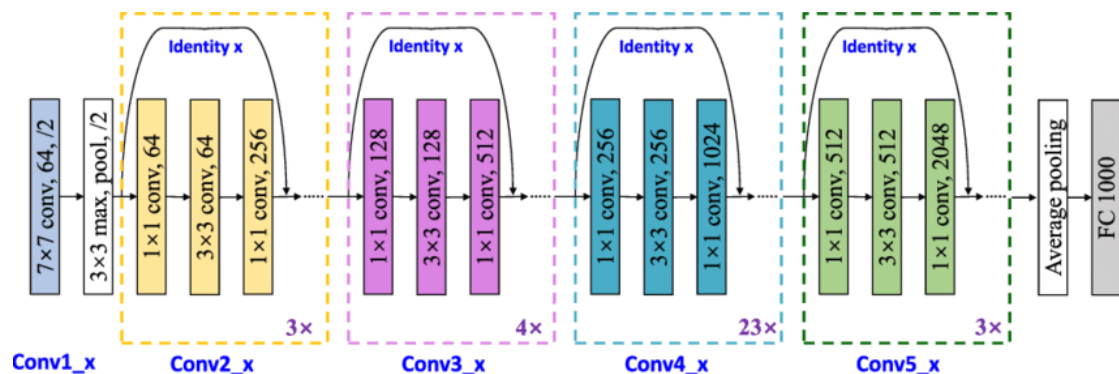 Identity x
Identity x
Identity x
Identity x
7×7 conv, 64, /2
3×3 max, pool, /2
1×1 conv, 64
3×3 conv, 64
1×1 conv, 256
1×1 conv, 128
3×3 conv, 128
1×1 conv, 512
1×1 conv, 256
3×3 conv, 256
1×1 conv, 1024
1×1 conv, 512
3×3 conv, 512
1×1 conv, 2048
Average pooling
FC 1000
3×
4×
23×
3×
Conv1_x
Conv2_x
Conv3_x
Conv4_x
Conv5_x